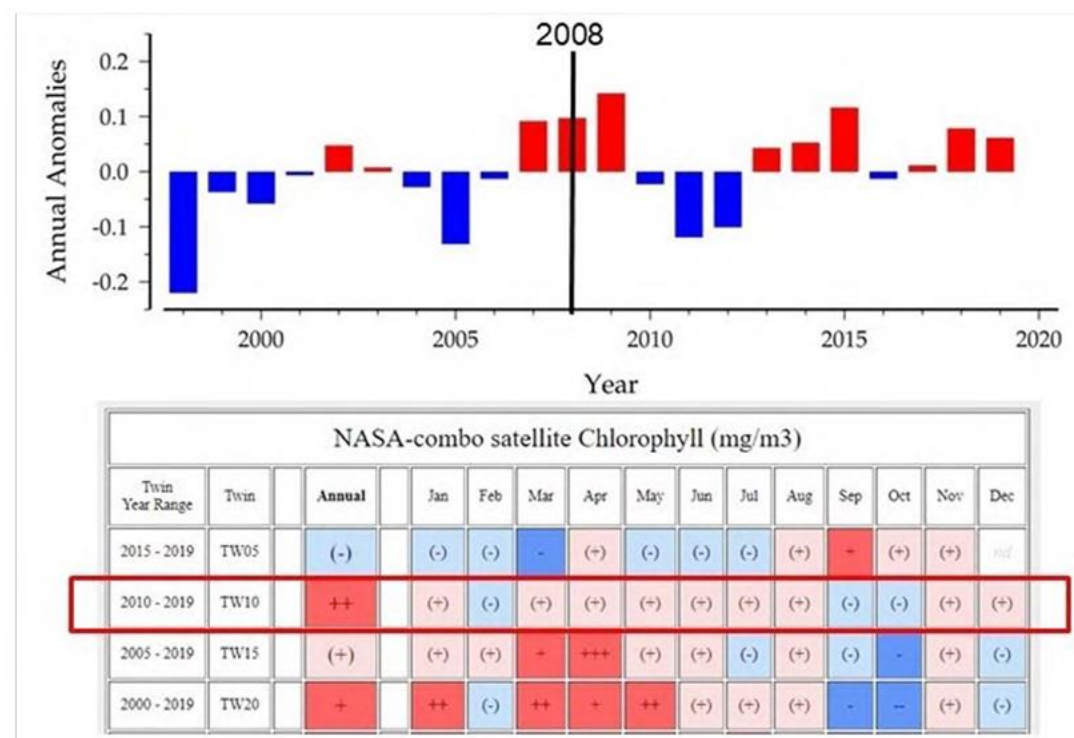 2008
Annual Anomalies
0.2
0.1
0.0
-0.1
-0.2
2000 2005 2010 2015 2020
Year
NASA-combo satellite Chlorophyll (mg/m3)
Twin Year Range Twin Annual Jan Feb Mar Apr May Jun Jul Aug Sep Oct Nov Dec
2015 - 2019 TW05 (-) (-) (-) - (+) (-) (-) (-) (+) + (+) (+) nd
2010 - 2019 TW10 ++ (+) (-) (+) (+) (+) (+) (+) (+) (-) (-) (+) (+)
2005 - 2019 TW15 (+) (+) (+) + +++ (+) (+) (-) (+) (-) - (+) (-)
2000 - 2019 TW20 + ++ (-) ++ + ++ (+) (+) (+) - -- (+) (-)